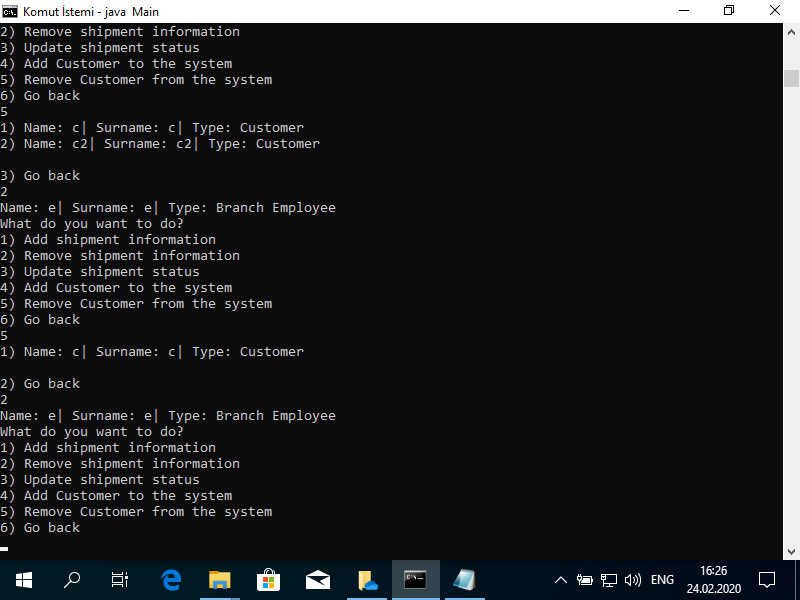 Komut İstemi - java  Main
2) Remove shipment information
3) Update shipment status
4) Add Customer to the system
5) Remove Customer from the system
6) Go back
5
1) Name: c| Surname: c| Type: Customer
2) Name: c2| Surname: c2| Type: Customer
3) Go back
2
Name: e| Surname: e| Type: Branch Employee
What do you want to do?
1) Add shipment information
2) Remove shipment information
3) Update shipment status
4) Add Customer to the system
5) Remove Customer from the system
6) Go back
5
1) Name: c| Surname: c| Type: Customer
2) Go back
2
Name: e| Surname: e| Type: Branch Employee
What do you want to do?
1) Add shipment information
2) Remove shipment information
3) Update shipment status
4) Add Customer to the system
5) Remove Customer from the system
6) Go back
ENG
16:26
24.02.2020